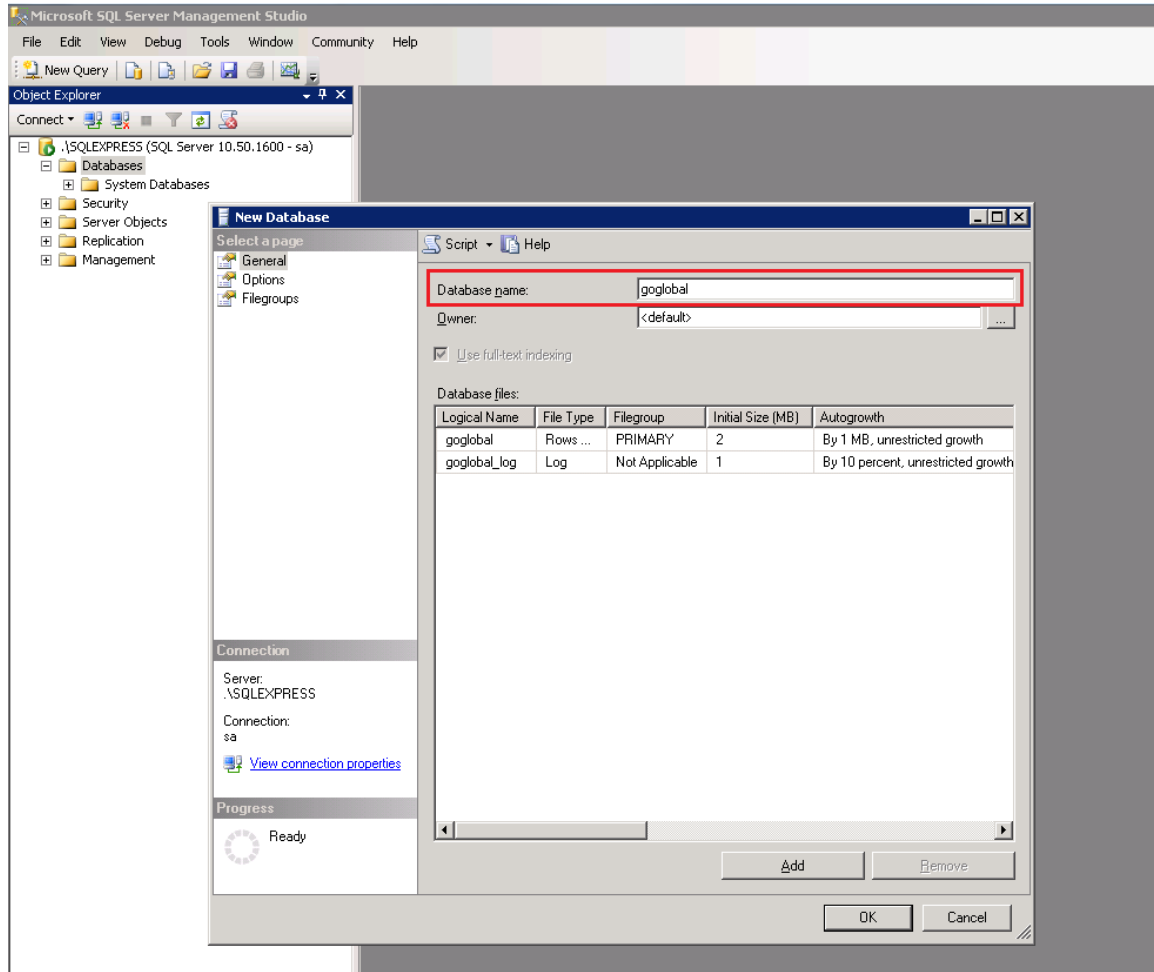 Microsoft SQL Server Management Studio
File Edit View Debug Tools Window Community Help
New Query
Object Explorer
Connect
.\SQLEXPRESS (SQL Server 10.50.1600 - sa)
Databases
System Databases
Security
Server Objects
Replication
Management
New Database
Select a page
General
Options
Filegroups
Script Help
Database name: goglobal
Owner: <default> ...
Use full-text indexing
Database files:
Logical Name File Type Filegroup Initial Size (MB) Autogrowth
goglobal Rows ... PRIMARY 2 By 1 MB, unrestricted growth
goglobal_log Log Not Applicable 1 By 10 percent, unrestricted growth
Connection
Server:
.\SQLEXPRESS
Connection:
sa
View connection properties
Progress
Ready
Add Remove
OK Cancel